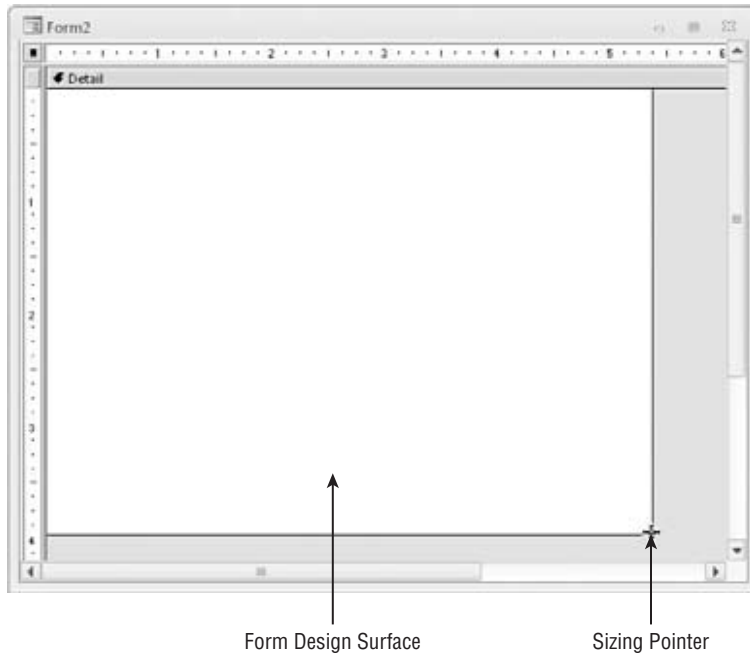 Form2
1 2 3 4 5 6
Detail
1
2
3
4
Form Design Surface
Sizing Pointer